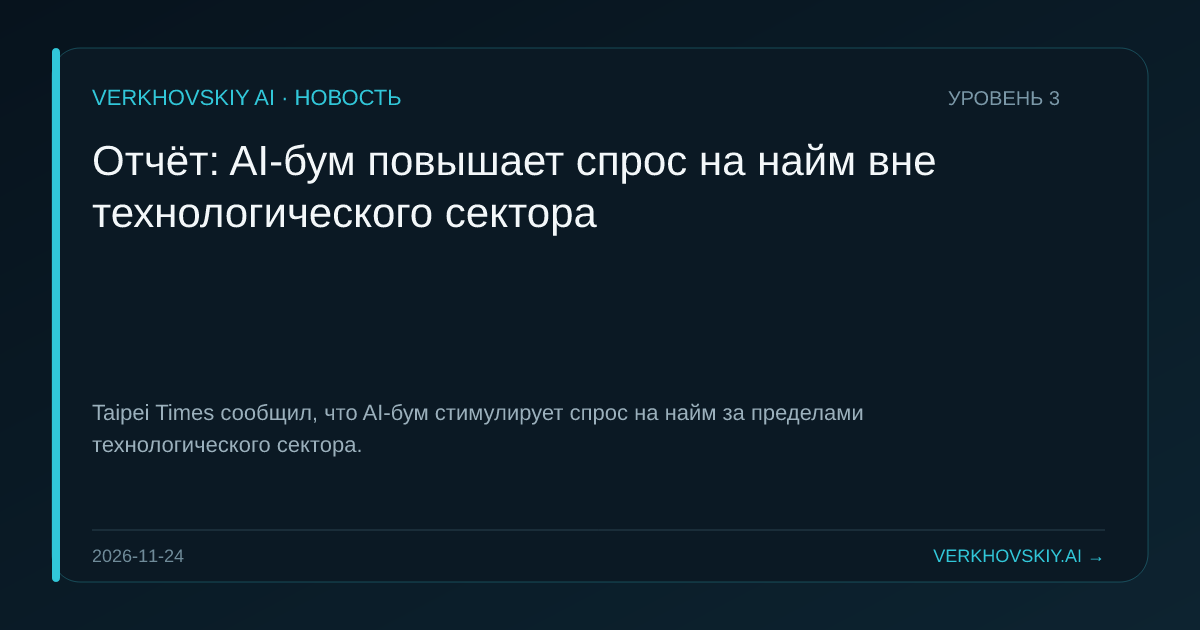 VERKHOVSKIY AI · НОВОСТЬ
УРОВЕНЬ 3
Отчёт: AI-бум повышает спрос на найм вне
технологического сектора
Taipei Times сообщил, что AI-бум стимулирует спрос на найм за пределами
технологического сектора.
2026-11-24
VERKHOVSKIY.AI →